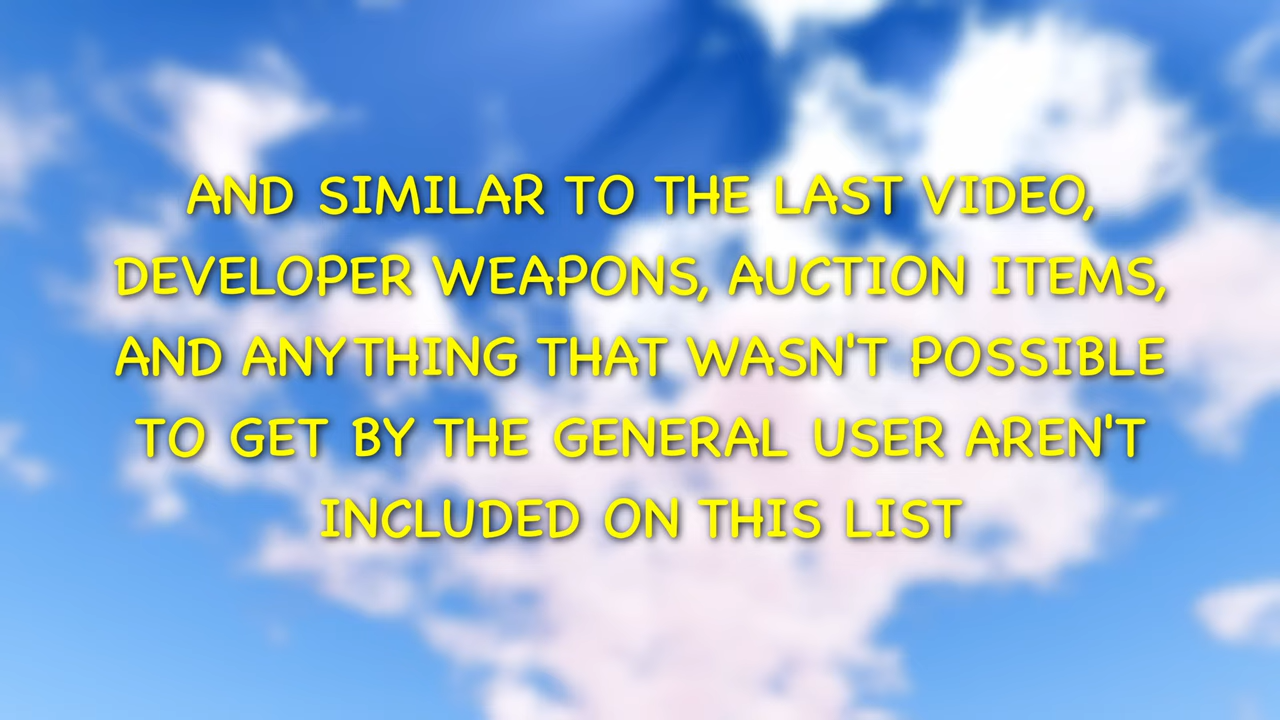 AND SIMILAR TO THE LAST VIDEO,
DEVELOPER WEAPONS, AUCTION ITEMS,
AND ANYTHING THAT WASN'T POSSIBLE
TO GET BY THE GENERAL USER AREN'T
INCLUDED ON THIS LIST